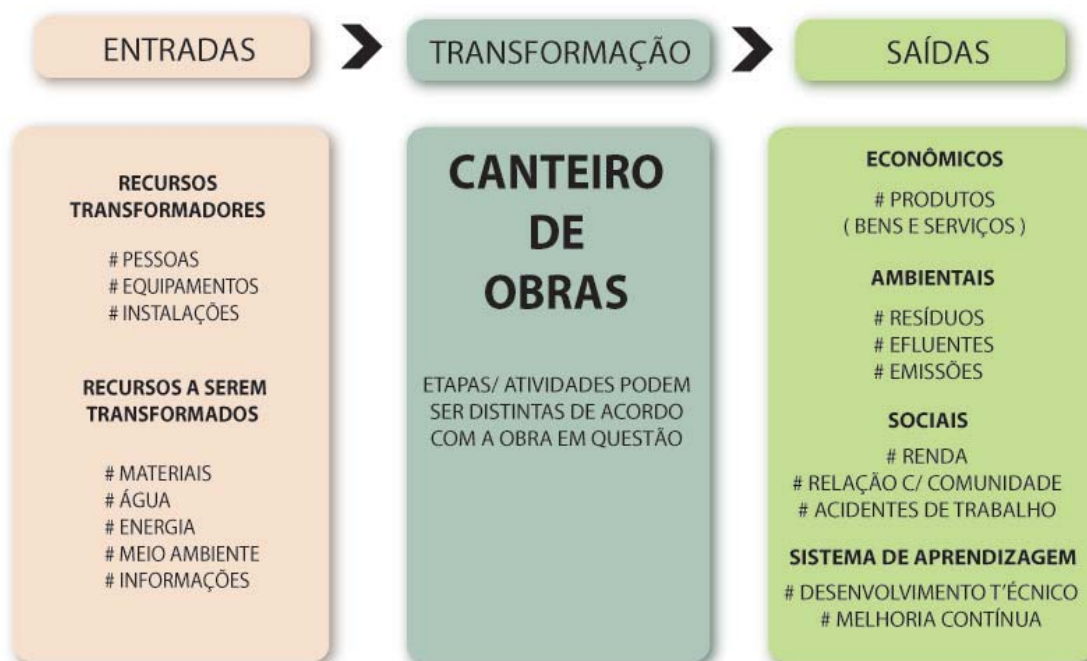 ENTRADAS
TRANSFORMAÇÃO
SAÍDAS
RECURSOS
TRANSFORMADORES
# PESSOAS
# EQUIPAMENTOS
# INSTALAÇÕES
RECURSOS A SEREM
TRANSFORMADOS
# MATERIAIS
# ÁGUA
# ENERGIA
# MEIO AMBIENTE
# INFORMAÇÕES
CANTEIRO
DE
OBRAS
ETAPAS/ ATIVIDADES PODEM
SER DISTINTAS DE ACORDO
COM A OBRA EM QUESTÃO
ECONÔMICOS
# PRODUTOS
( BENS E SERVIÇOS )
AMBIENTAIS
# RESÍDUOS
# EFLUENTES
# EMISSÕES
SOCIAIS
# RENDA
# RELAÇÃO C/ COMUNIDADE
# ACIDENTES DE TRABALHO
SISTEMA DE APRENDIZAGEM
# DESENVOLVIMENTO T'ÉCNICO
# MELHORIA CONTÍNUA